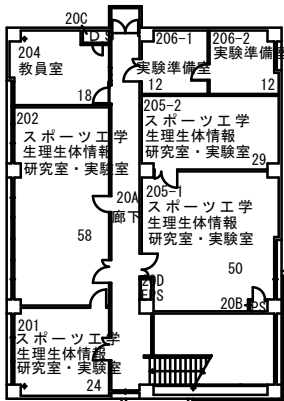 20C
DS
204
教員室
18
206-1
実験準備室
12
206-2
実験準備室
12
202
スポーツ工学
生理生体情報
研究室・実験室
58
205-2
スポーツ工学
生理生体情報
研究室・実験室
29
20A
廊下
205-1
スポーツ工学
生理生体情報
研究室・実験室
50
20D
EPS
20B
PS
201
スポーツ工学
生理生体情報
研究室・実験室
24